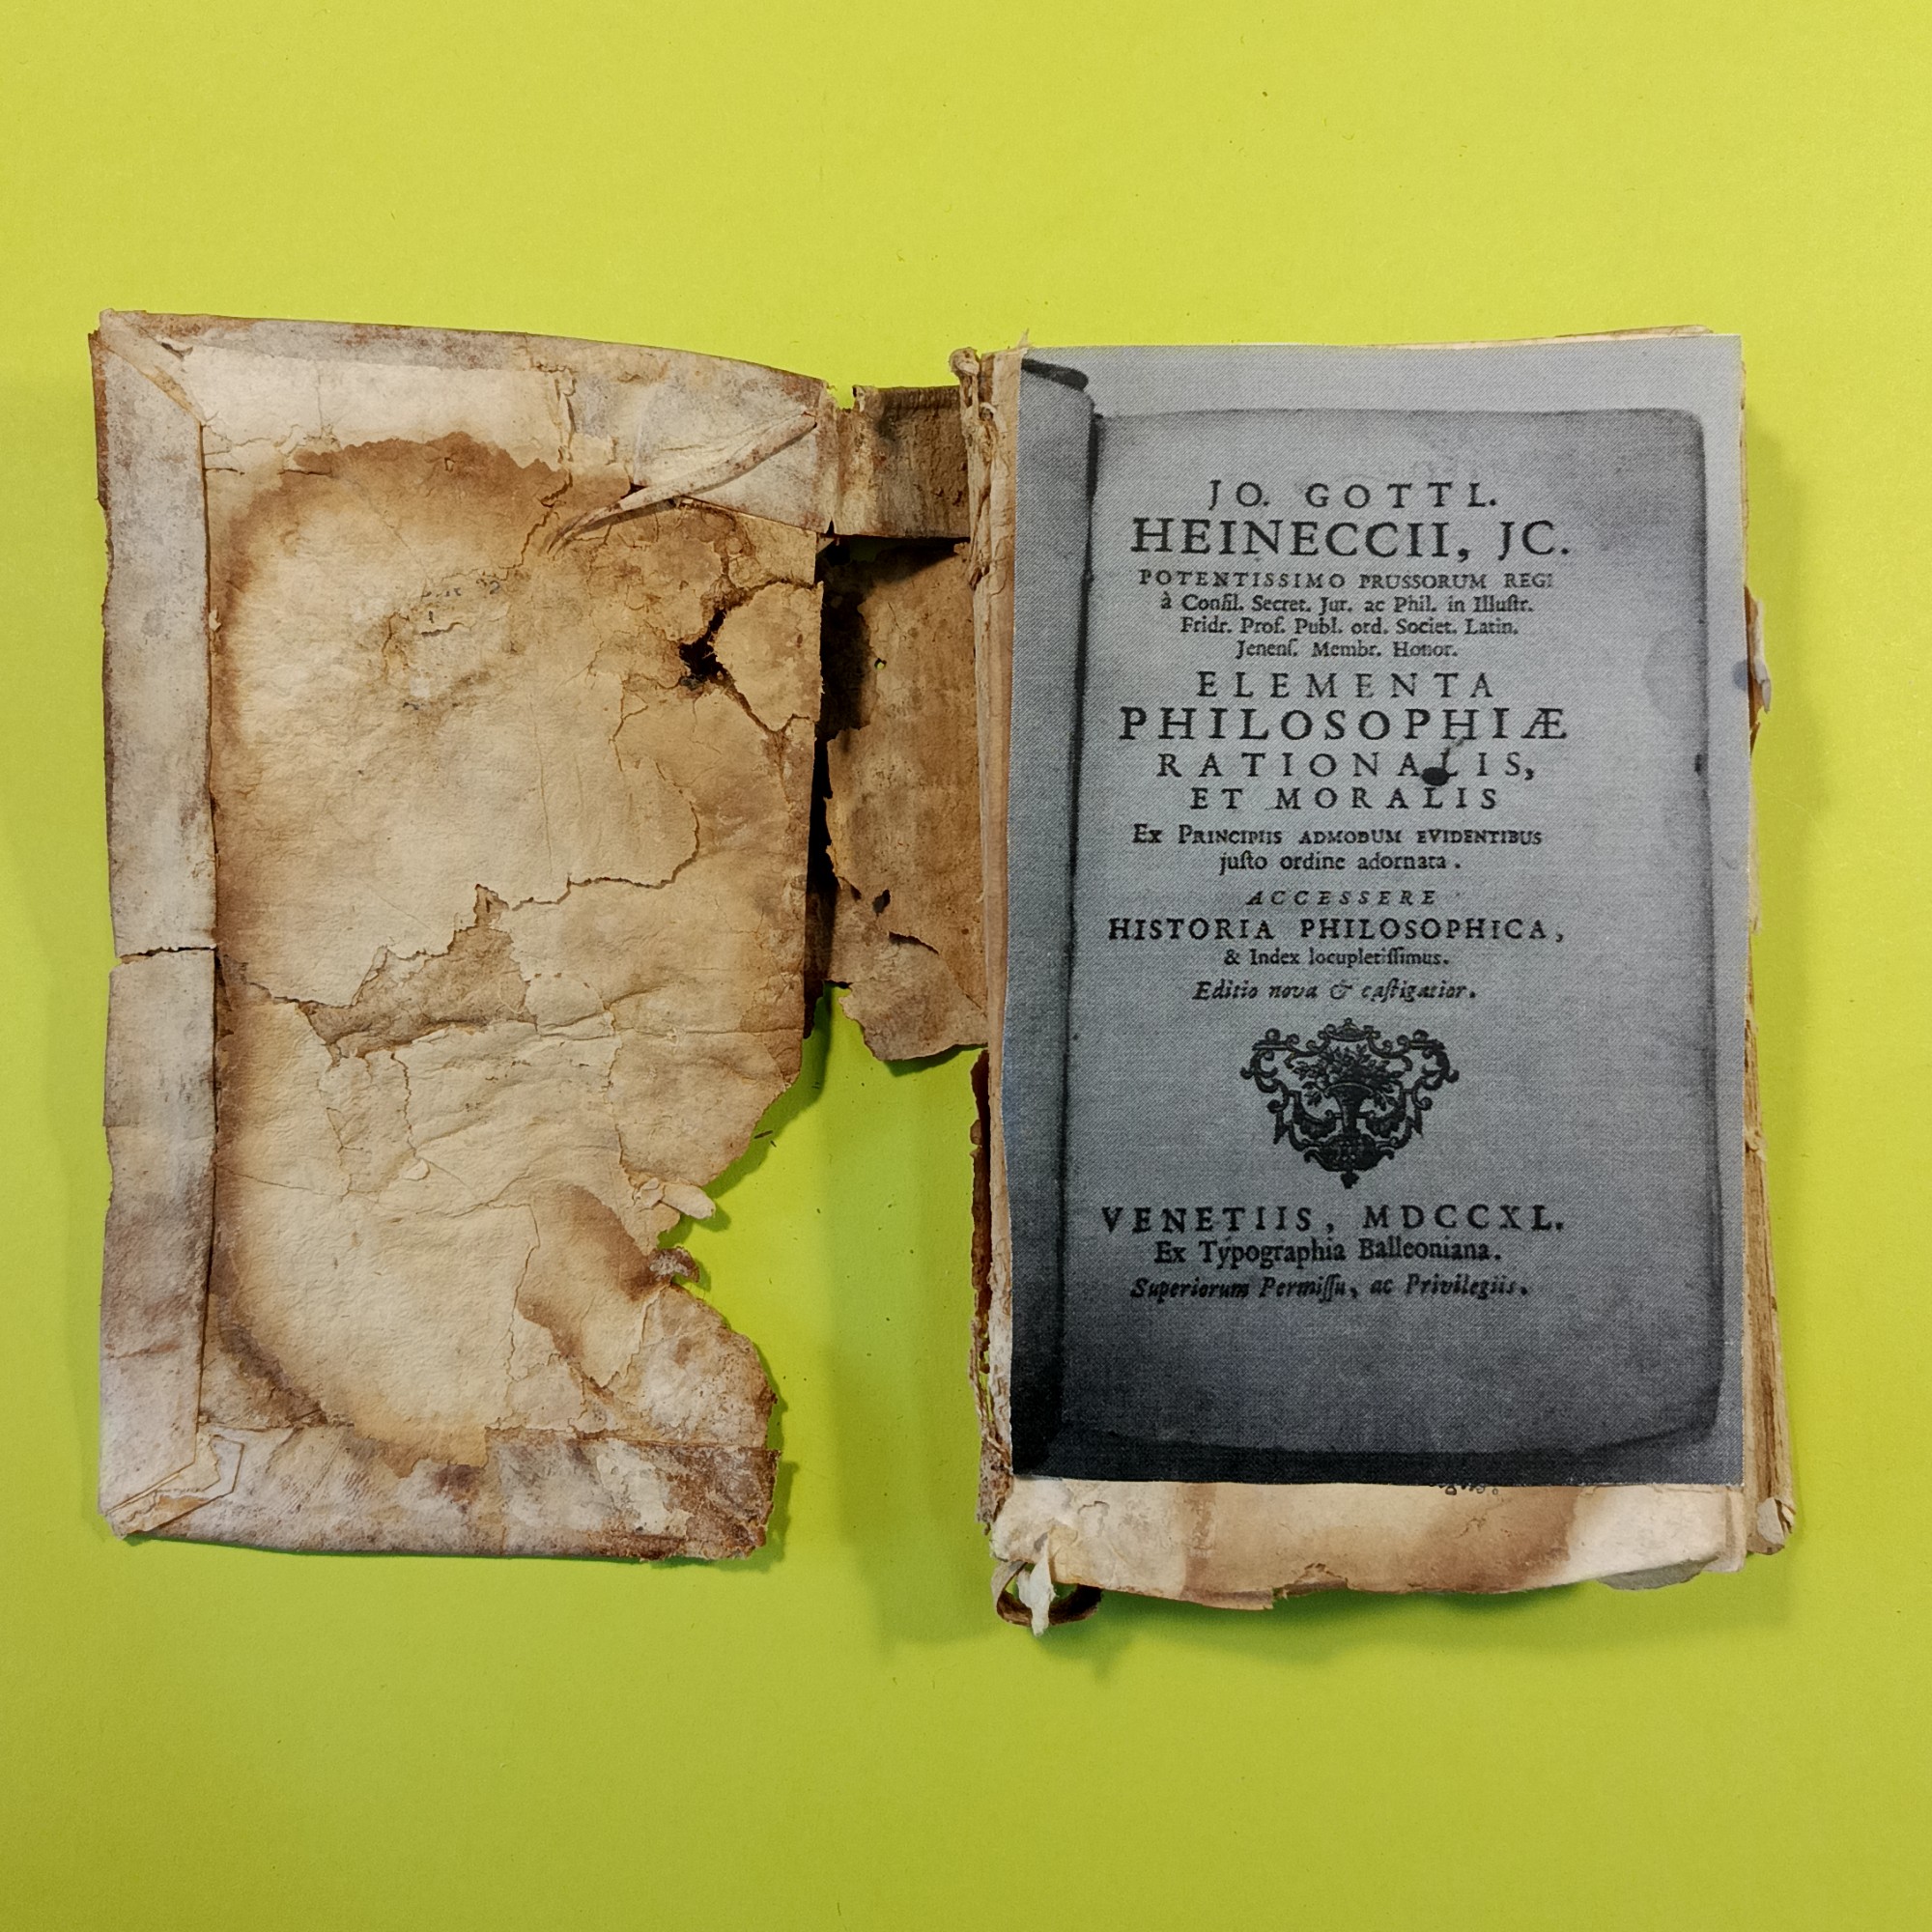 JO. GOTTL.
HEINECCII, JC.
POTENTISSIMO PRUSSORUM REGI
à Conſil. Secret. Jur. ac Phil. in Illuſtr.
Fridr. Prof. Publ. ord. Societ. Latin.
Jenenſ. Membr. Honor.
ELEMENTA
PHILOSOPHIÆ
RATIONALIS,
ET MORALIS
Ex Principiis admodum evidentibus
juſto ordine adornata.
ACCESSERE
HISTORIA PHILOSOPHICA,
& Index locupletiſſimus.
Editio nova & caſtigatior.
VENETIIS, MDCCXL.
Ex Typographia Balleoniana.
Superiorum Permiſſu, ac Privilegiis.